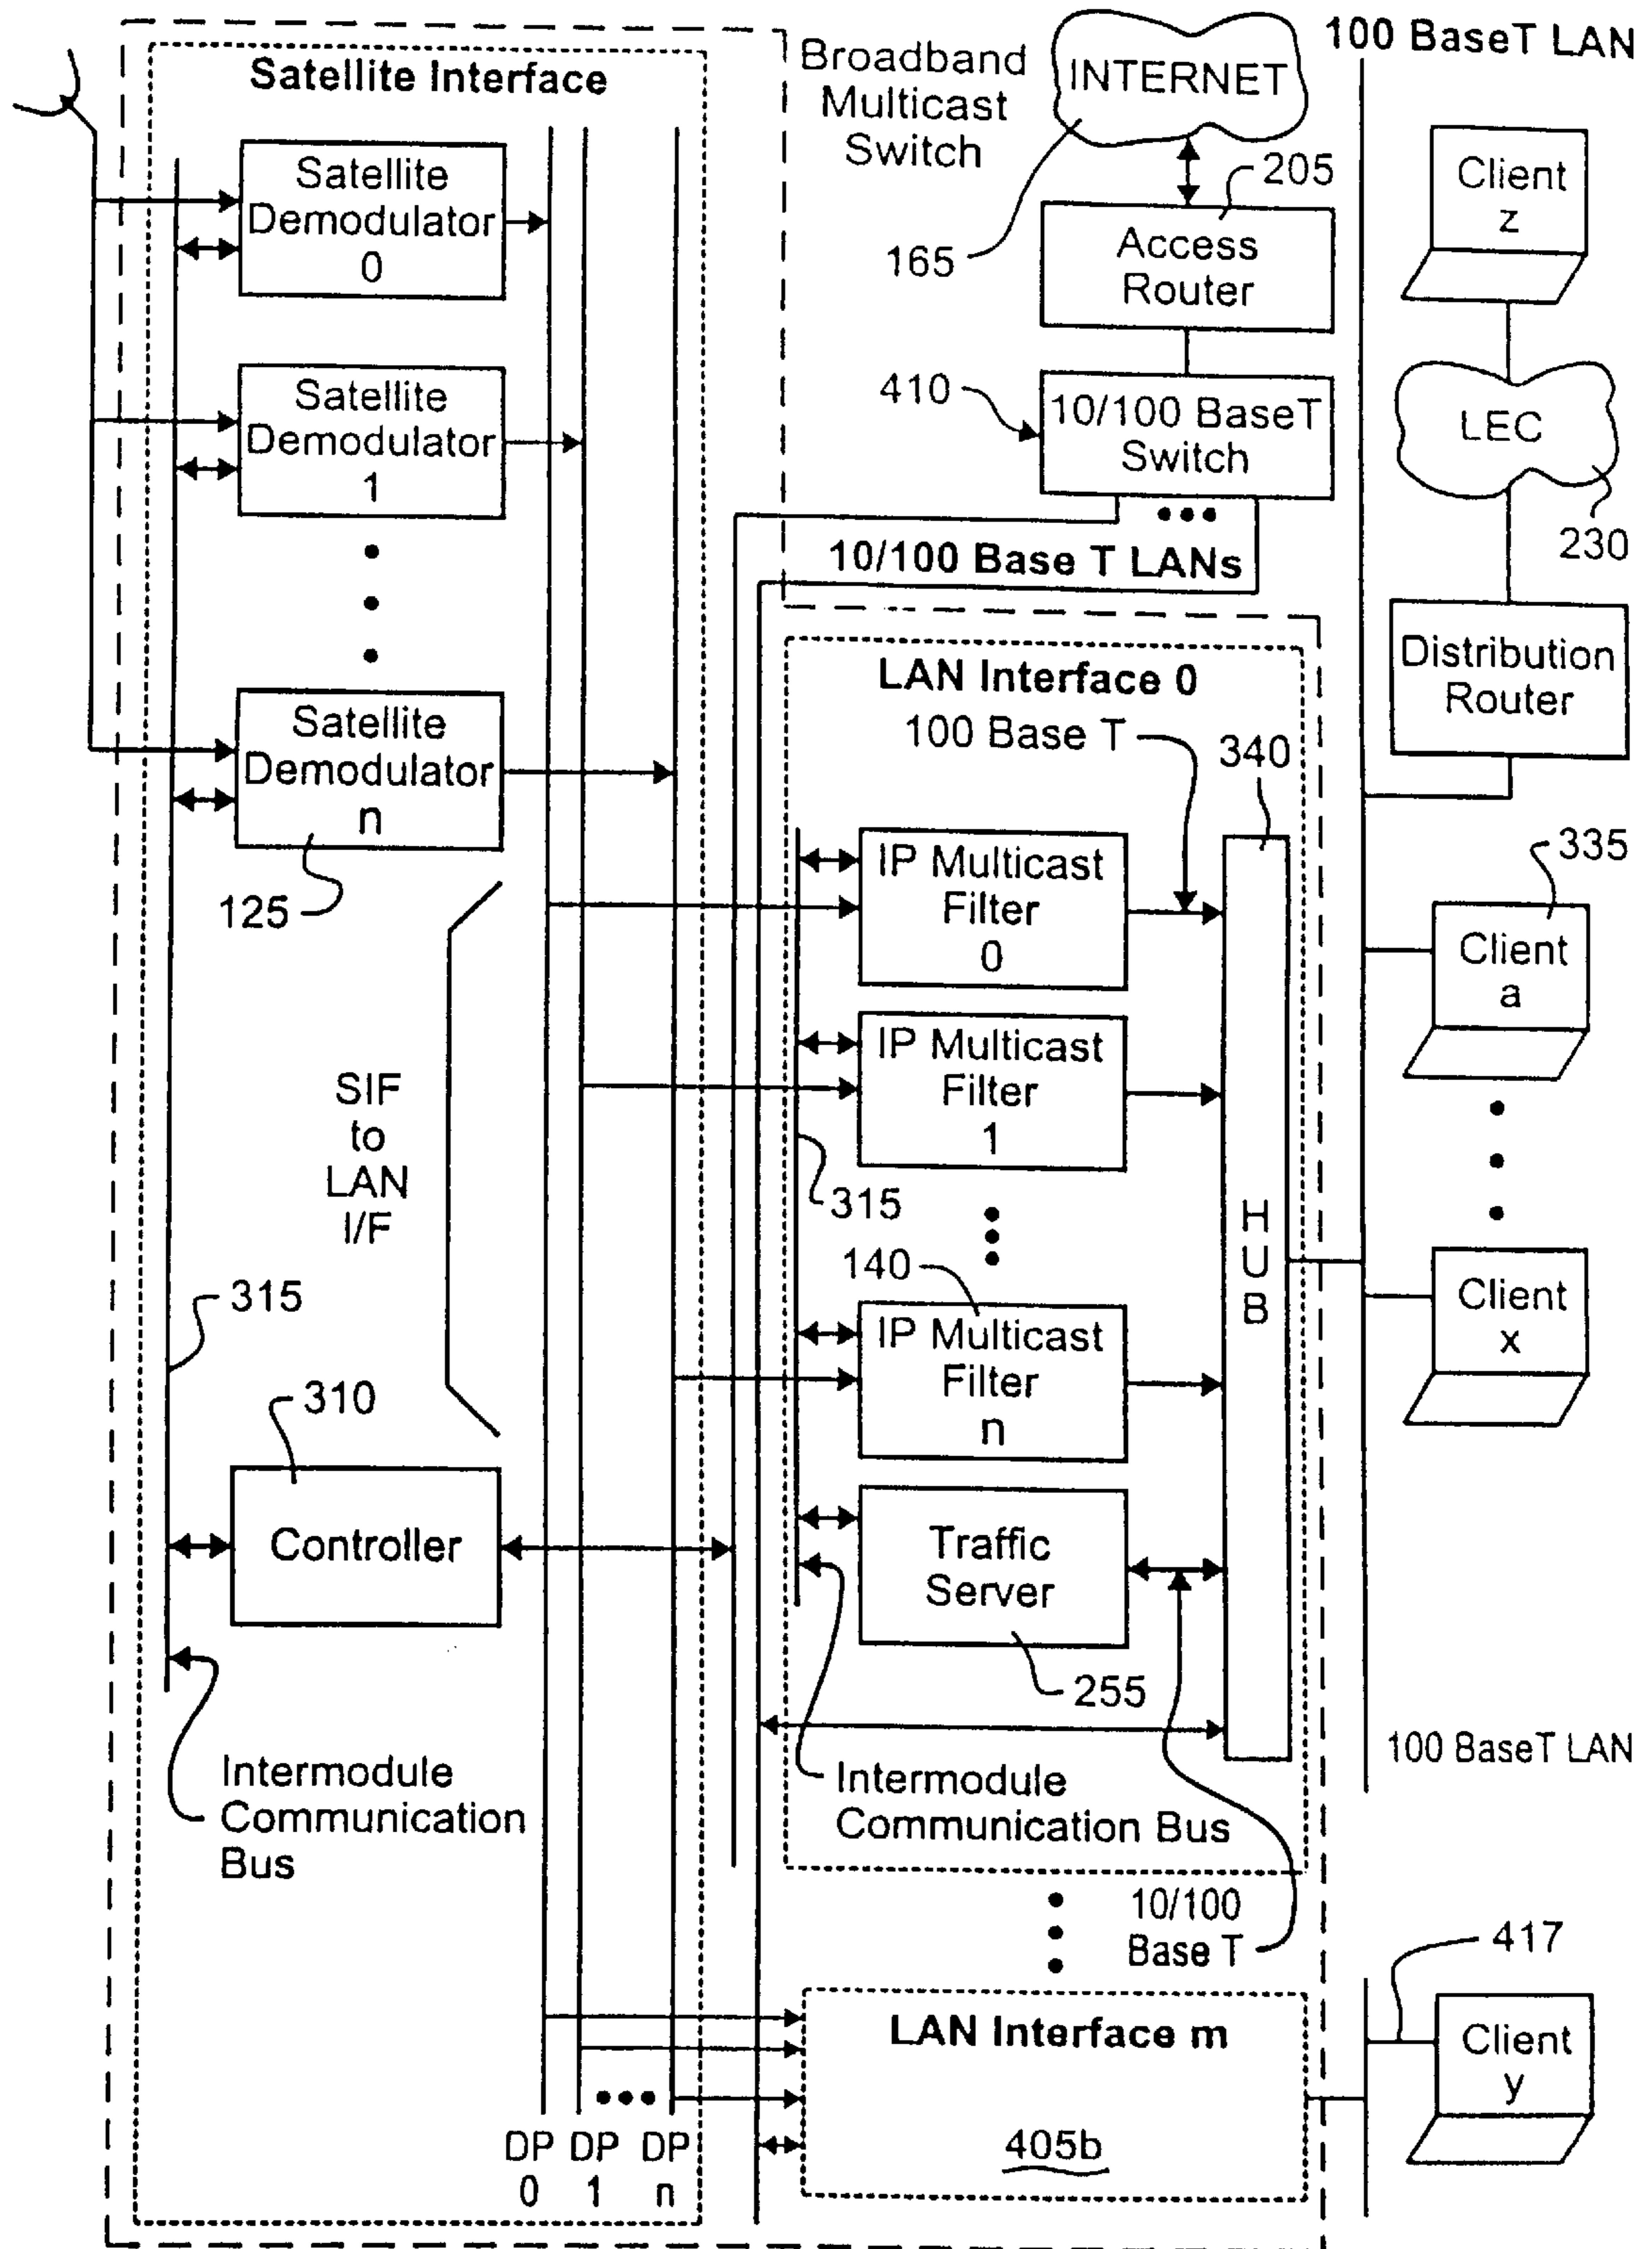 Satellite Interface
Satellite
Demodulator
0
Satellite
Demodulator
1
Satellite
Demodulator
n
125
SIF
to
LAN
I/F
315
310
Controller
Intermodule
Communication
Bus
DP DP DP
0 1 n
Broadband
Multicast
Switch
INTERNET
165
205
Access
Router
410
10/100 BaseT
Switch
10/100 Base T LANs
LAN Interface 0
100 Base T
340
IP Multicast
Filter
0
IP Multicast
Filter
1
315
140
IP Multicast
Filter
n
Traffic
Server
255
H
U
B
Intermodule
Communication Bus
10/100
Base T
LAN Interface m
405b
100 BaseT LAN
Client
z
LEC
230
Distribution
Router
335
Client
a
Client
x
100 BaseT LAN
417
Client
y